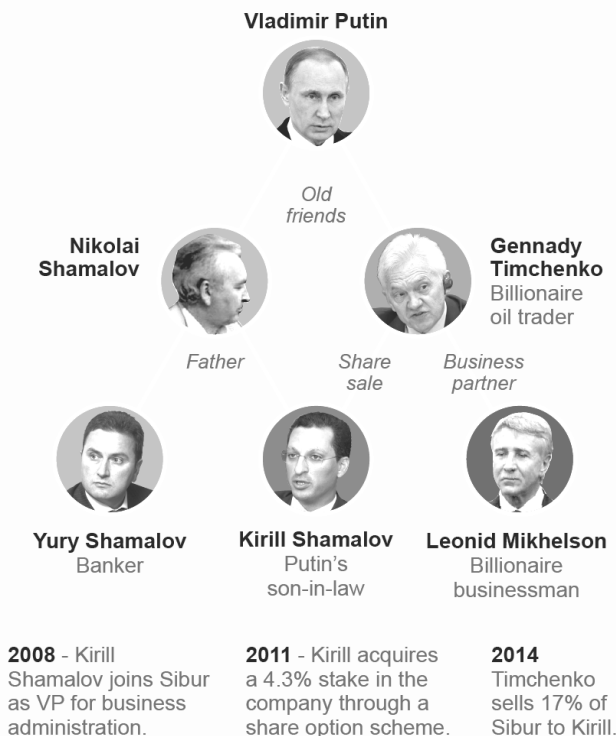 Vladimir Putin
Old
friends
Nikolai
Shamalov
Gennady
Timchenko
Billionaire
oil trader
Father
Share
sale
Business
partner
Yury Shamalov
Banker
Kirill Shamalov
Putin’s
son-in-law
Leonid Mikhelson
Billionaire
businessman
2008 - Kirill
Shamalov joins Sibur
as VP for business
administration.
2011 - Kirill acquires
a 4.3% stake in the
company through a
share option scheme.
2014
Timchenko
sells 17% of
Sibur to Kirill.